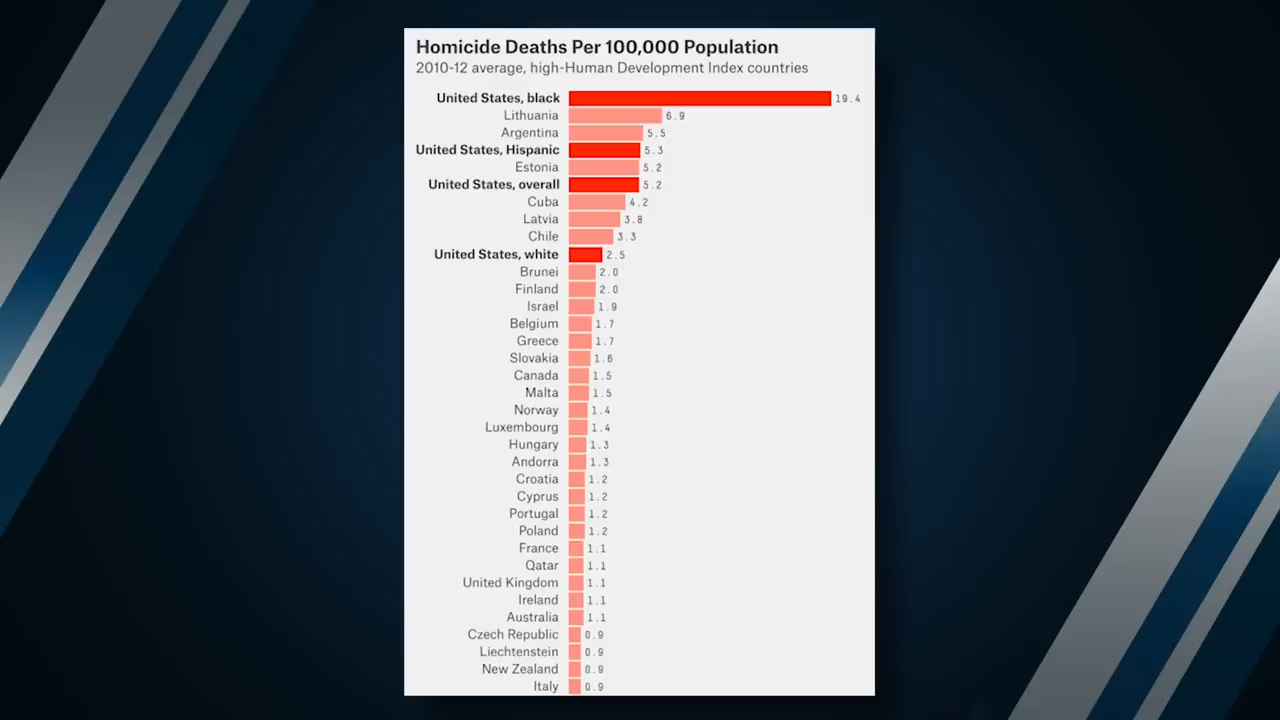 Homicide Deaths Per 100,000 Population
2010-12 average, high-Human Development Index countries
United States, black 19.4
Lithuania 6.9
Argentina 5.5
United States, Hispanic 5.3
Estonia 5.2
United States, overall 5.2
Cuba 4.2
Latvia 3.8
Chile 3.3
United States, white 2.5
Brunei 2.0
Finland 2.0
Israel 1.9
Belgium 1.7
Greece 1.7
Slovakia 1.6
Canada 1.5
Malta 1.5
Norway 1.4
Luxembourg 1.4
Hungary 1.3
Andorra 1.3
Croatia 1.2
Cyprus 1.2
Portugal 1.2
Poland 1.2
France 1.1
Qatar 1.1
United Kingdom 1.1
Ireland 1.1
Australia 1.1
Czech Republic 0.9
Liechtenstein 0.9
New Zealand 0.9
Italy 0.9